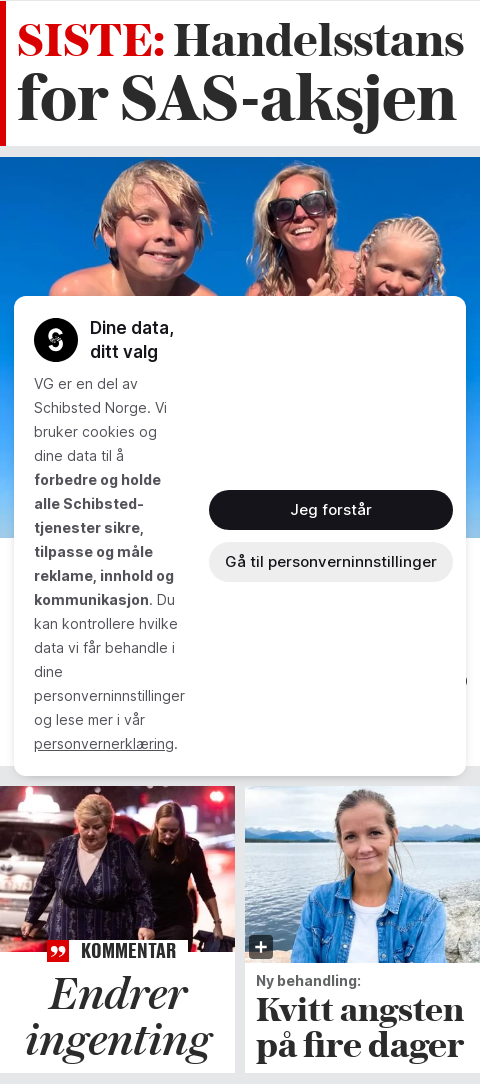 SISTE: Handelsstans
for SAS-aksjen
Dine data,
ditt valg
VG er en del av
Schibsted Norge. Vi
bruker cookies og
dine data til å
forbedre og holde
alle Schibsted-
tjenester sikre,
tilpasse og måle
reklame, innhold og
kommunikasjon. Du
kan kontrollere hvilke
data vi får behandle i
dine
personverninnstillinger
og lese mer i vår
personvernerklæring.
Jeg forstår
Gå til personverninnstillinger
KOMMENTAR
Endrer
ingenting
Ny behandling:
Kvitt angsten
på fire dager